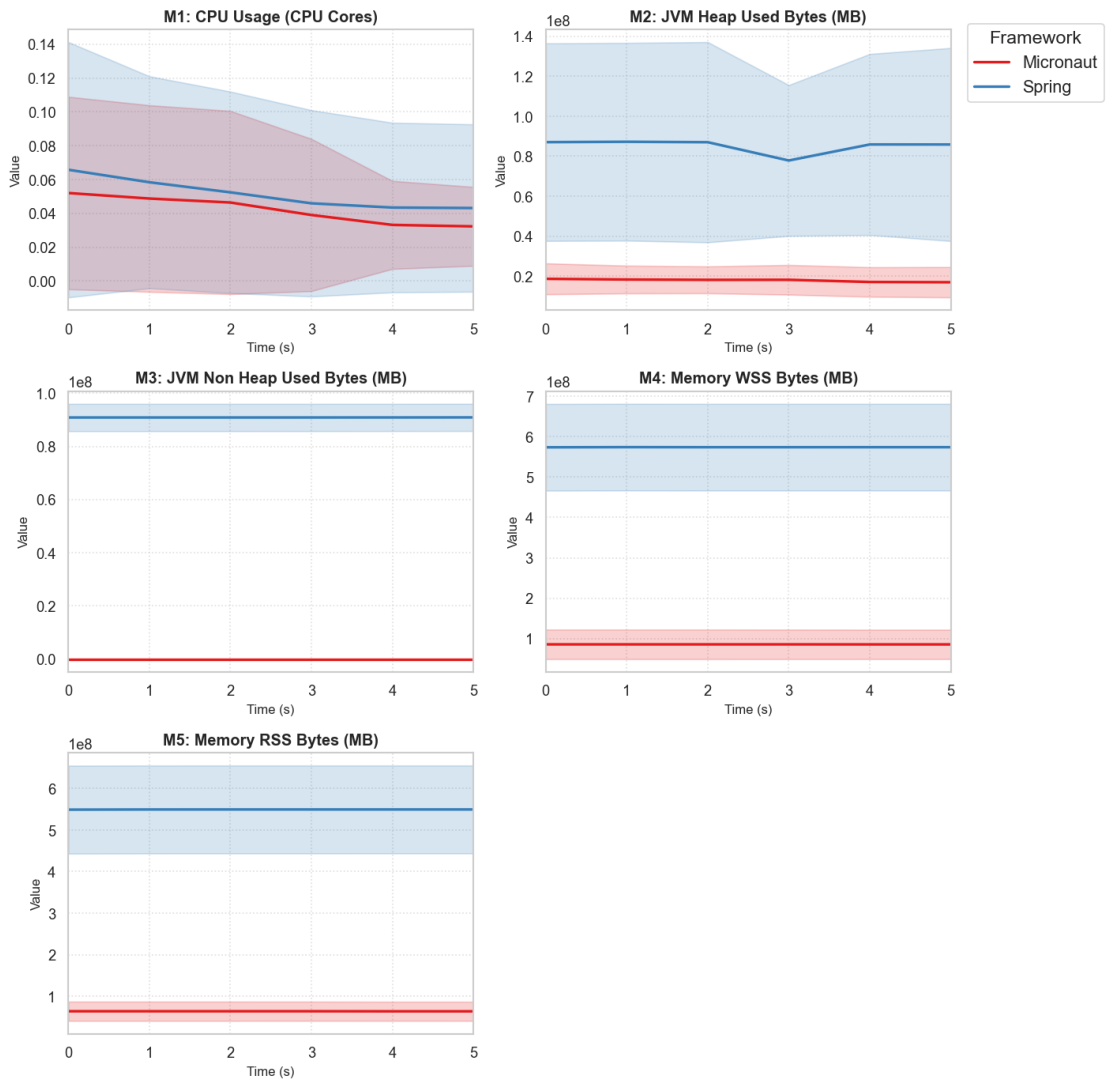 M1: CPU Usage (CPU Cores)
0.14
0.12
0.10
0.08
0.06
0.04
0.02
0.00
Value
0 1 2 3 4 5
Time (s)
M2: JVM Heap Used Bytes (MB)
1e8
1.4
1.2
1.0
0.8
0.6
0.4
0.2
Value
0 1 2 3 4 5
Time (s)
Framework
Micronaut
Spring
M3: JVM Non Heap Used Bytes (MB)
1e8
1.0
0.8
0.6
0.4
0.2
0.0
Value
0 1 2 3 4 5
Time (s)
M4: Memory WSS Bytes (MB)
1e8
7
6
5
4
3
2
1
Value
0 1 2 3 4 5
Time (s)
M5: Memory RSS Bytes (MB)
1e8
6
5
4
3
2
1
Value
0 1 2 3 4 5
Time (s)